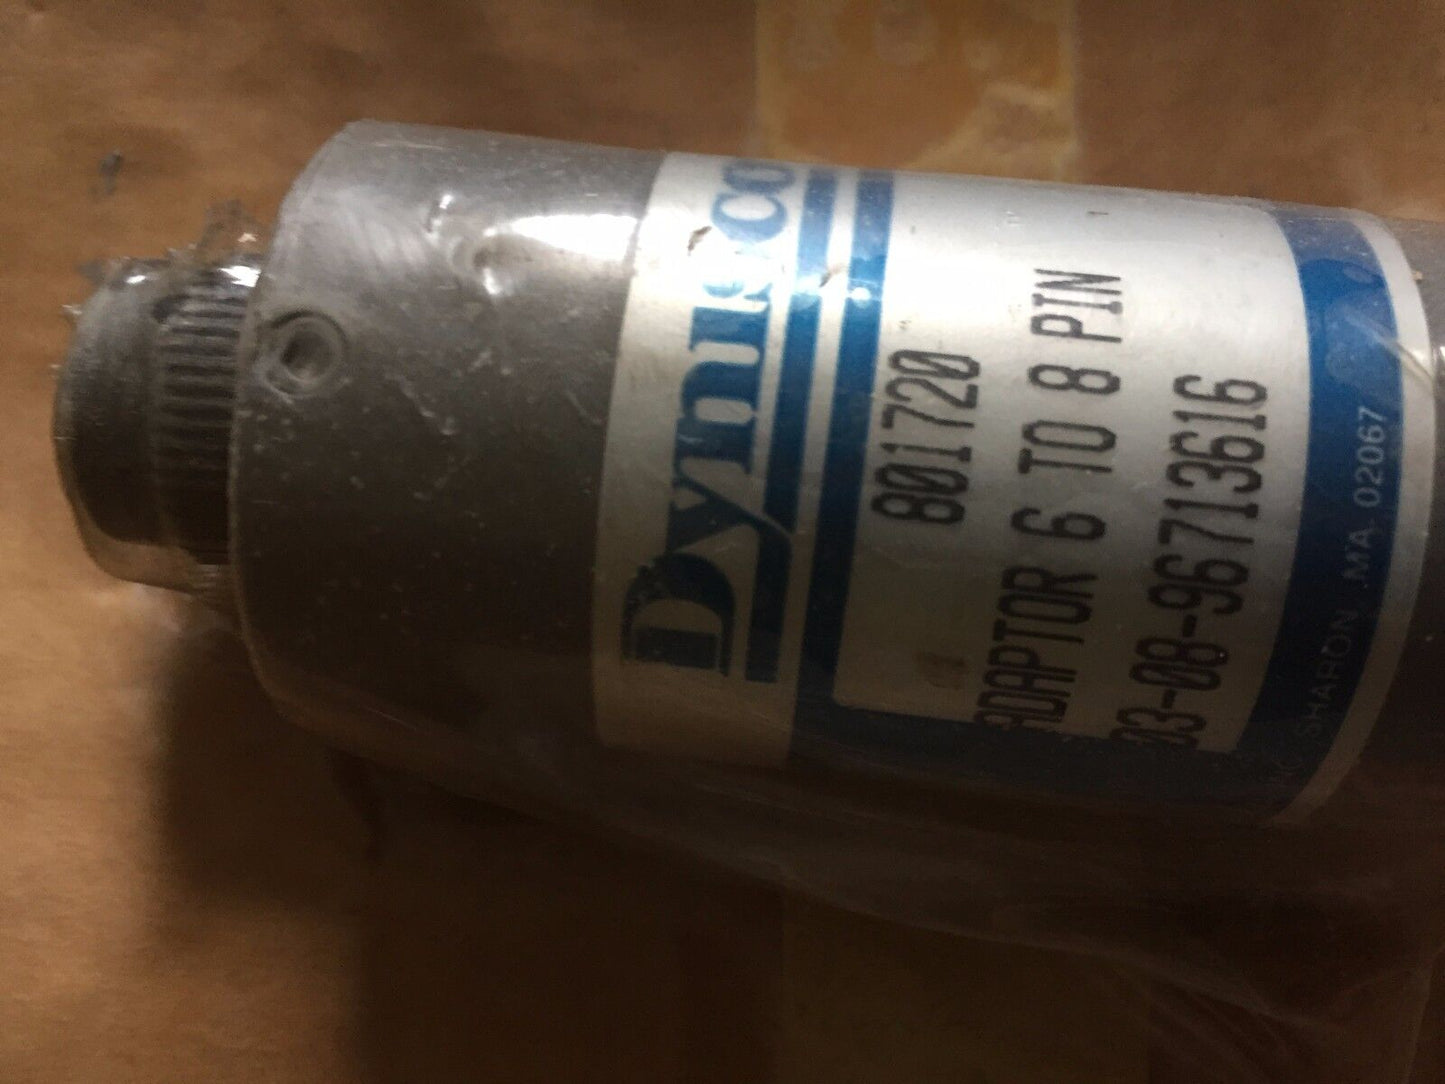 Dynisco
801720
ADAPTOR 6 TO 8 PIN
03-08-96713616
SHARON MA 02067